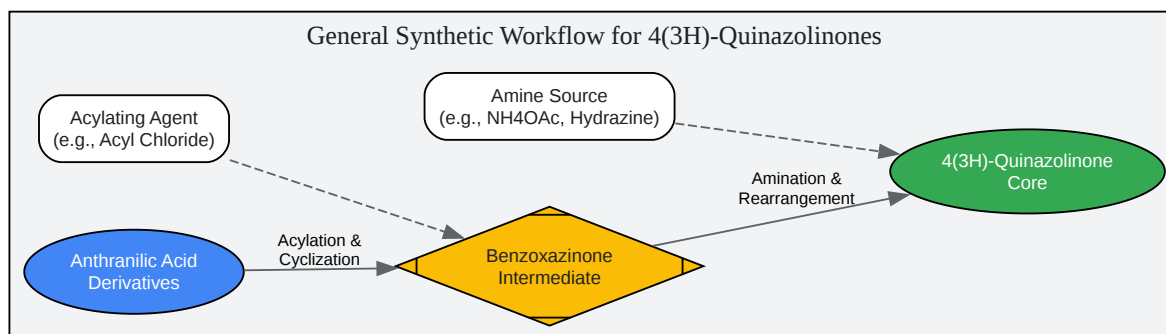 General Synthetic Workflow for 4(3H)-Quinazolinones
Acylating Agent
(e.g., Acyl Chloride)
Amine Source
(e.g., NH4OAc, Hydrazine)
4(3H)-Quinazolinone
Core
Amination &
Rearrangement
Acylation &
Cyclization
Anthranilic Acid
Derivatives
Benzoxazinone
Intermediate